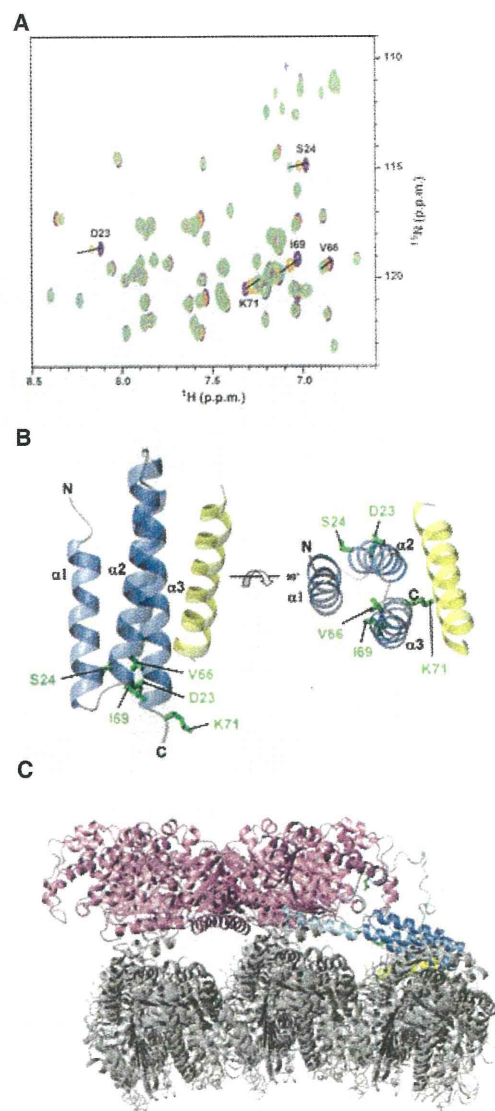 A
110
S24
115
D23
I69
V66
K71
120
8.5 8.0 7.5 7.0
¹H (p.p.m.)
¹⁵N (p.p.m.)
B
N
α1
α2
α3
S24
V66
D23
I69
K71
C
S24
D23
N
α2
α1
C
V66
I69
α3
K71
C